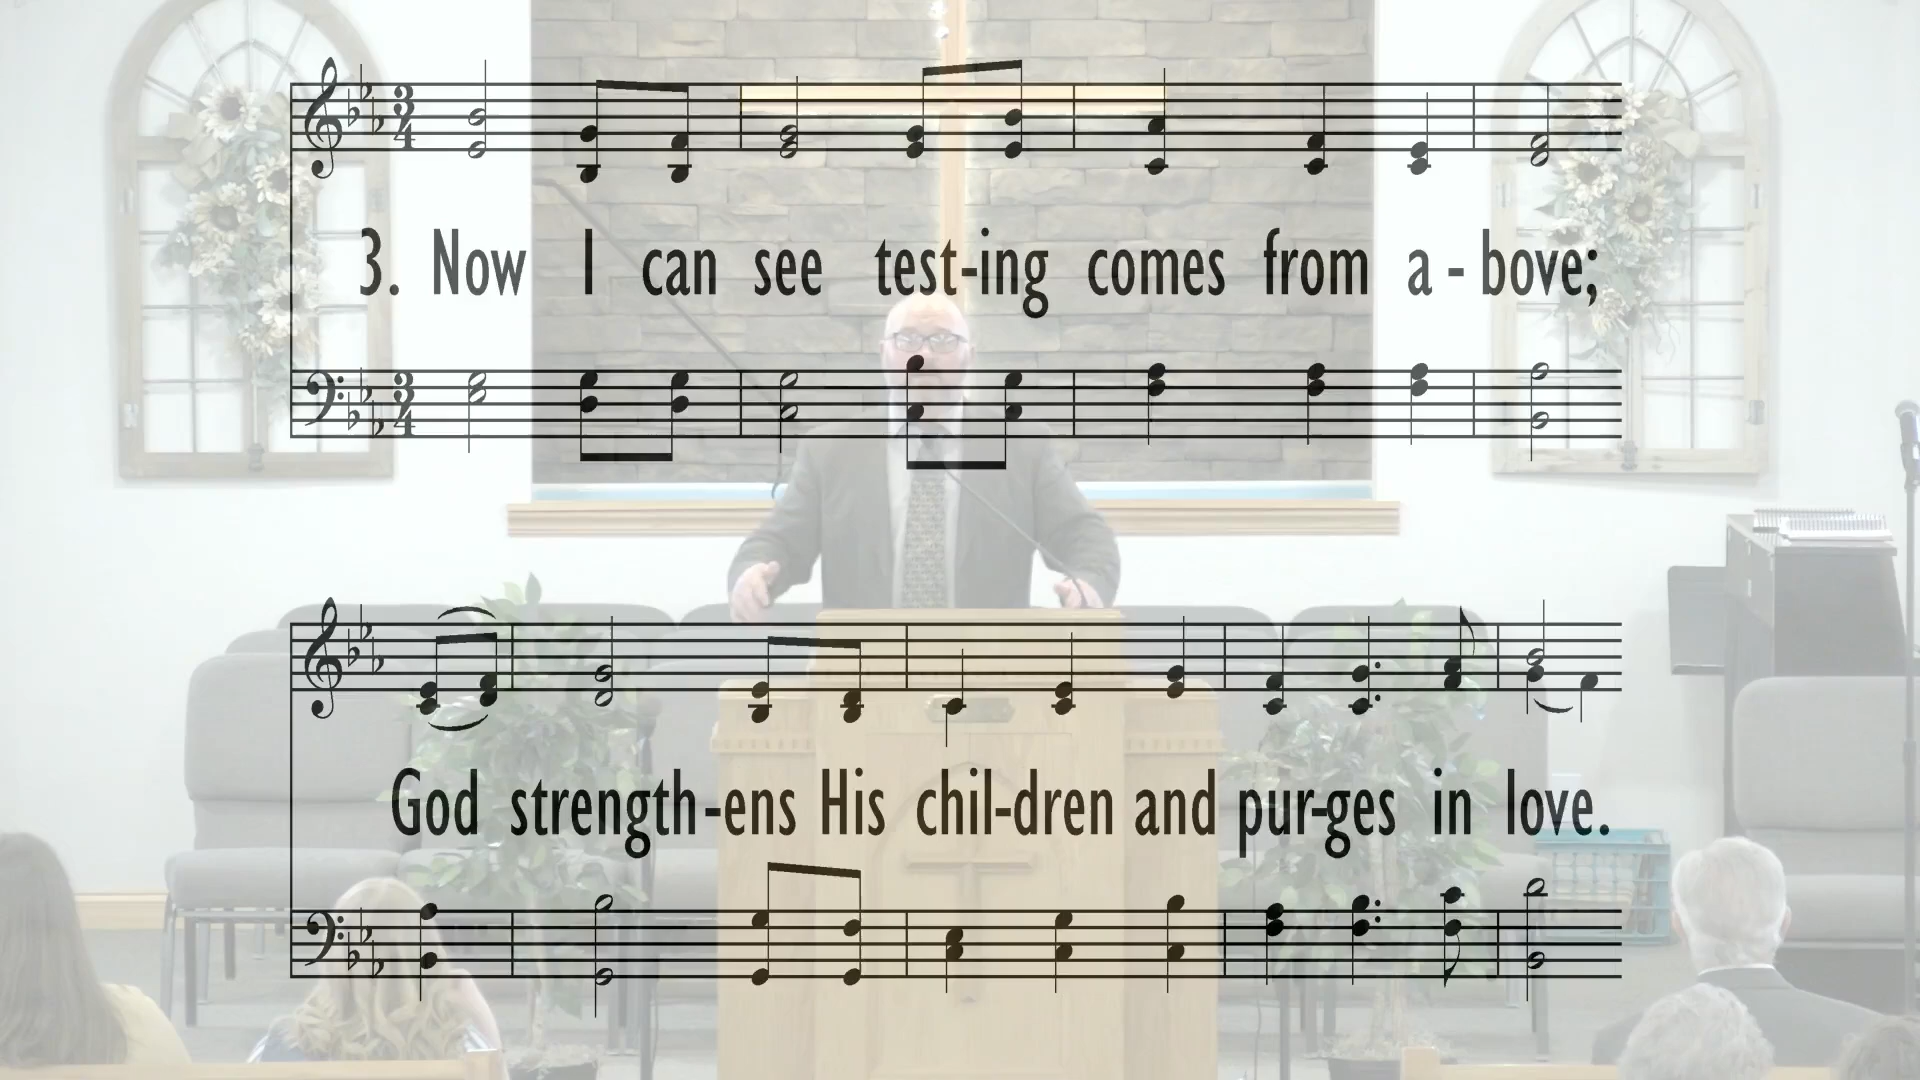 3. Now I can see test-ing comes from a - bove;
God strength-ens His chil-dren and pur-ges in love.